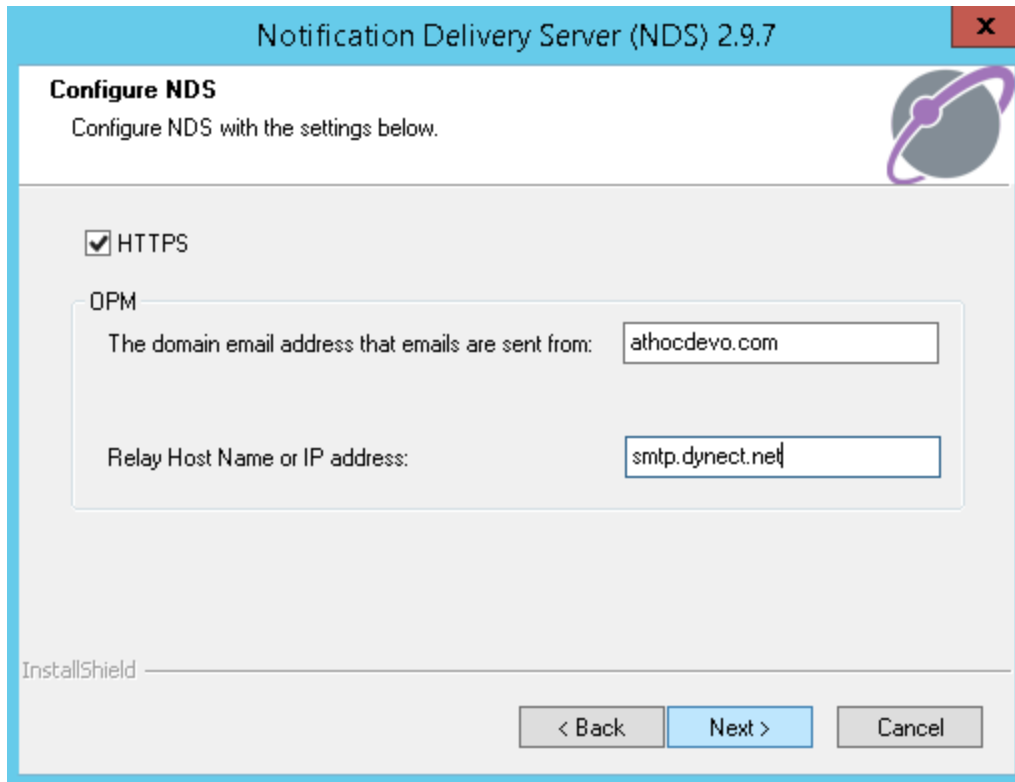 Notification Delivery Server (NDS) 2.9.7
x
Configure NDS
Configure NDS with the settings below.
HTTPS
OPM
The domain email address that emails are sent from: athocdevo.com
Relay Host Name or IP address: smtp.dynect.net
InstallShield
< Back Next > Cancel